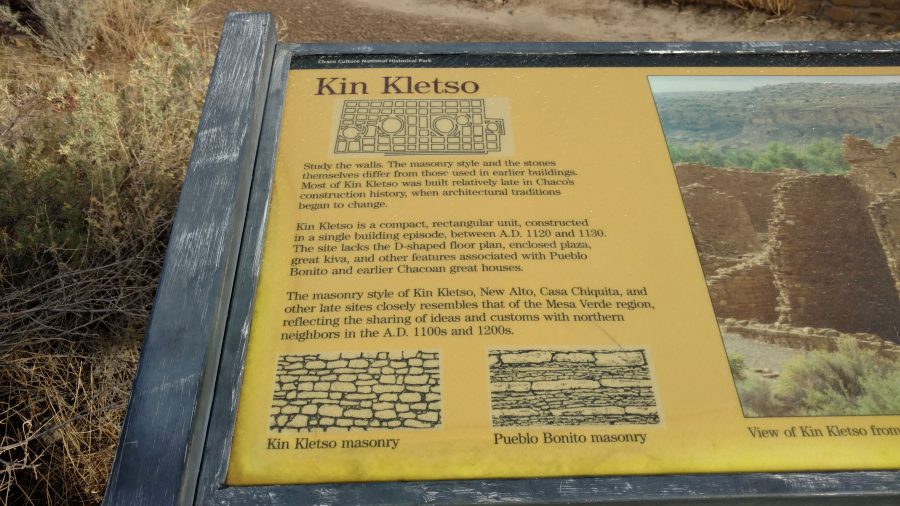 Chaco Culture National Historical Park
Kin Kletso
Study the walls. The masonry style and the stones
themselves differ from those used in earlier buildings.
Most of Kin Kletso was built relatively late in Chaco's
construction history, when architectural traditions
began to change.
Kin Kletso is a compact, rectangular unit, constructed
in a single building episode, between A.D. 1120 and 1130.
The site lacks the D-shaped floor plan, enclosed plaza,
great kiva, and other features associated with Pueblo
Bonito and earlier Chacoan great houses.
The masonry style of Kin Kletso, New Alto, Casa Chiquita, and
other late sites closely resembles that of the Mesa Verde region,
reflecting the sharing of ideas and customs with northern
neighbors in the A.D. 1100s and 1200s.
Kin Kletso masonry
Pueblo Bonito masonry
View of Kin Kletso from